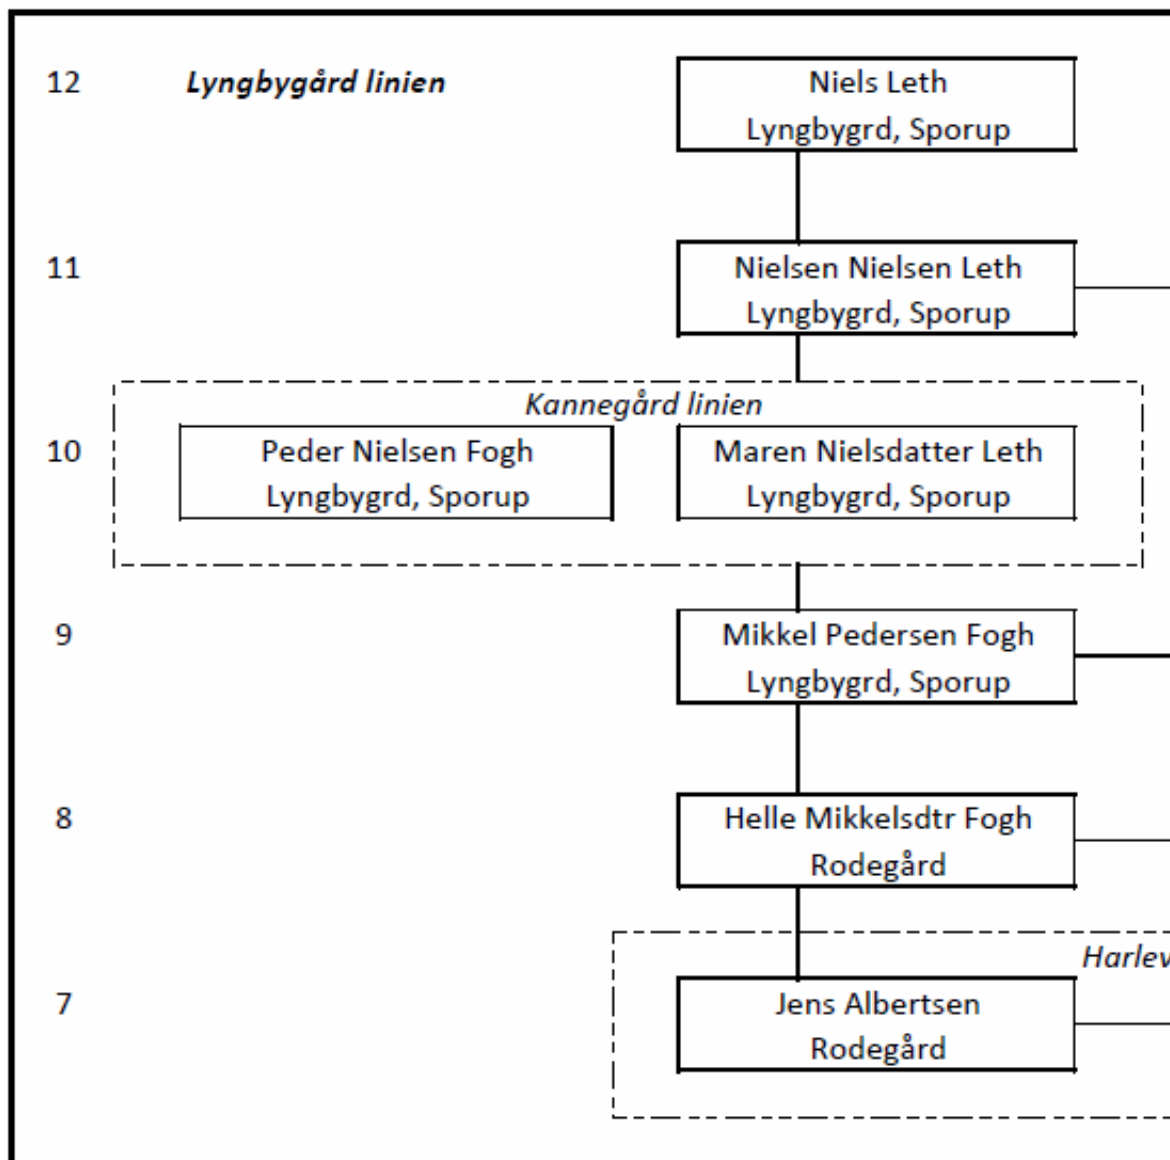 12 Lyngbygård linien Niels Leth
Lyngbygrd, Sporup
11 Nielsen Nielsen Leth
Lyngbygrd, Sporup
Kannegård linien
10 Peder Nielsen Fogh Maren Nielsdatter Leth
Lyngbygrd, Sporup Lyngbygrd, Sporup
9 Mikkel Pedersen Fogh
Lyngbygrd, Sporup
8 Helle Mikkelsdtr Fogh
Rodegård
Harlev
7 Jens Albertsen
Rodegård